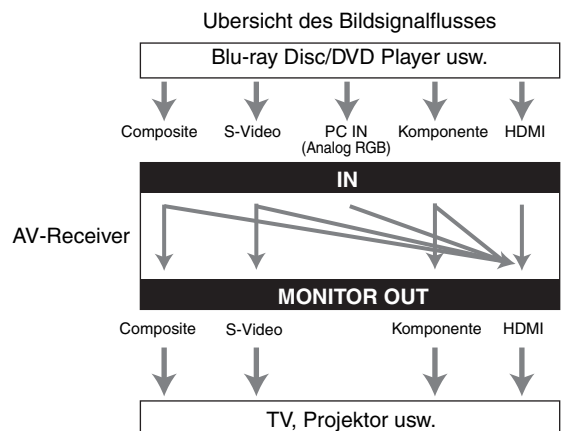 Übersicht des Bildsignalflusses
Blu-ray Disc/DVD Player usw.
Composite S-Video PC IN Komponente HDMI
(Analog RGB)
IN
AV-Receiver
MONITOR OUT
Composite S-Video Komponente HDMI
TV, Projektor usw.